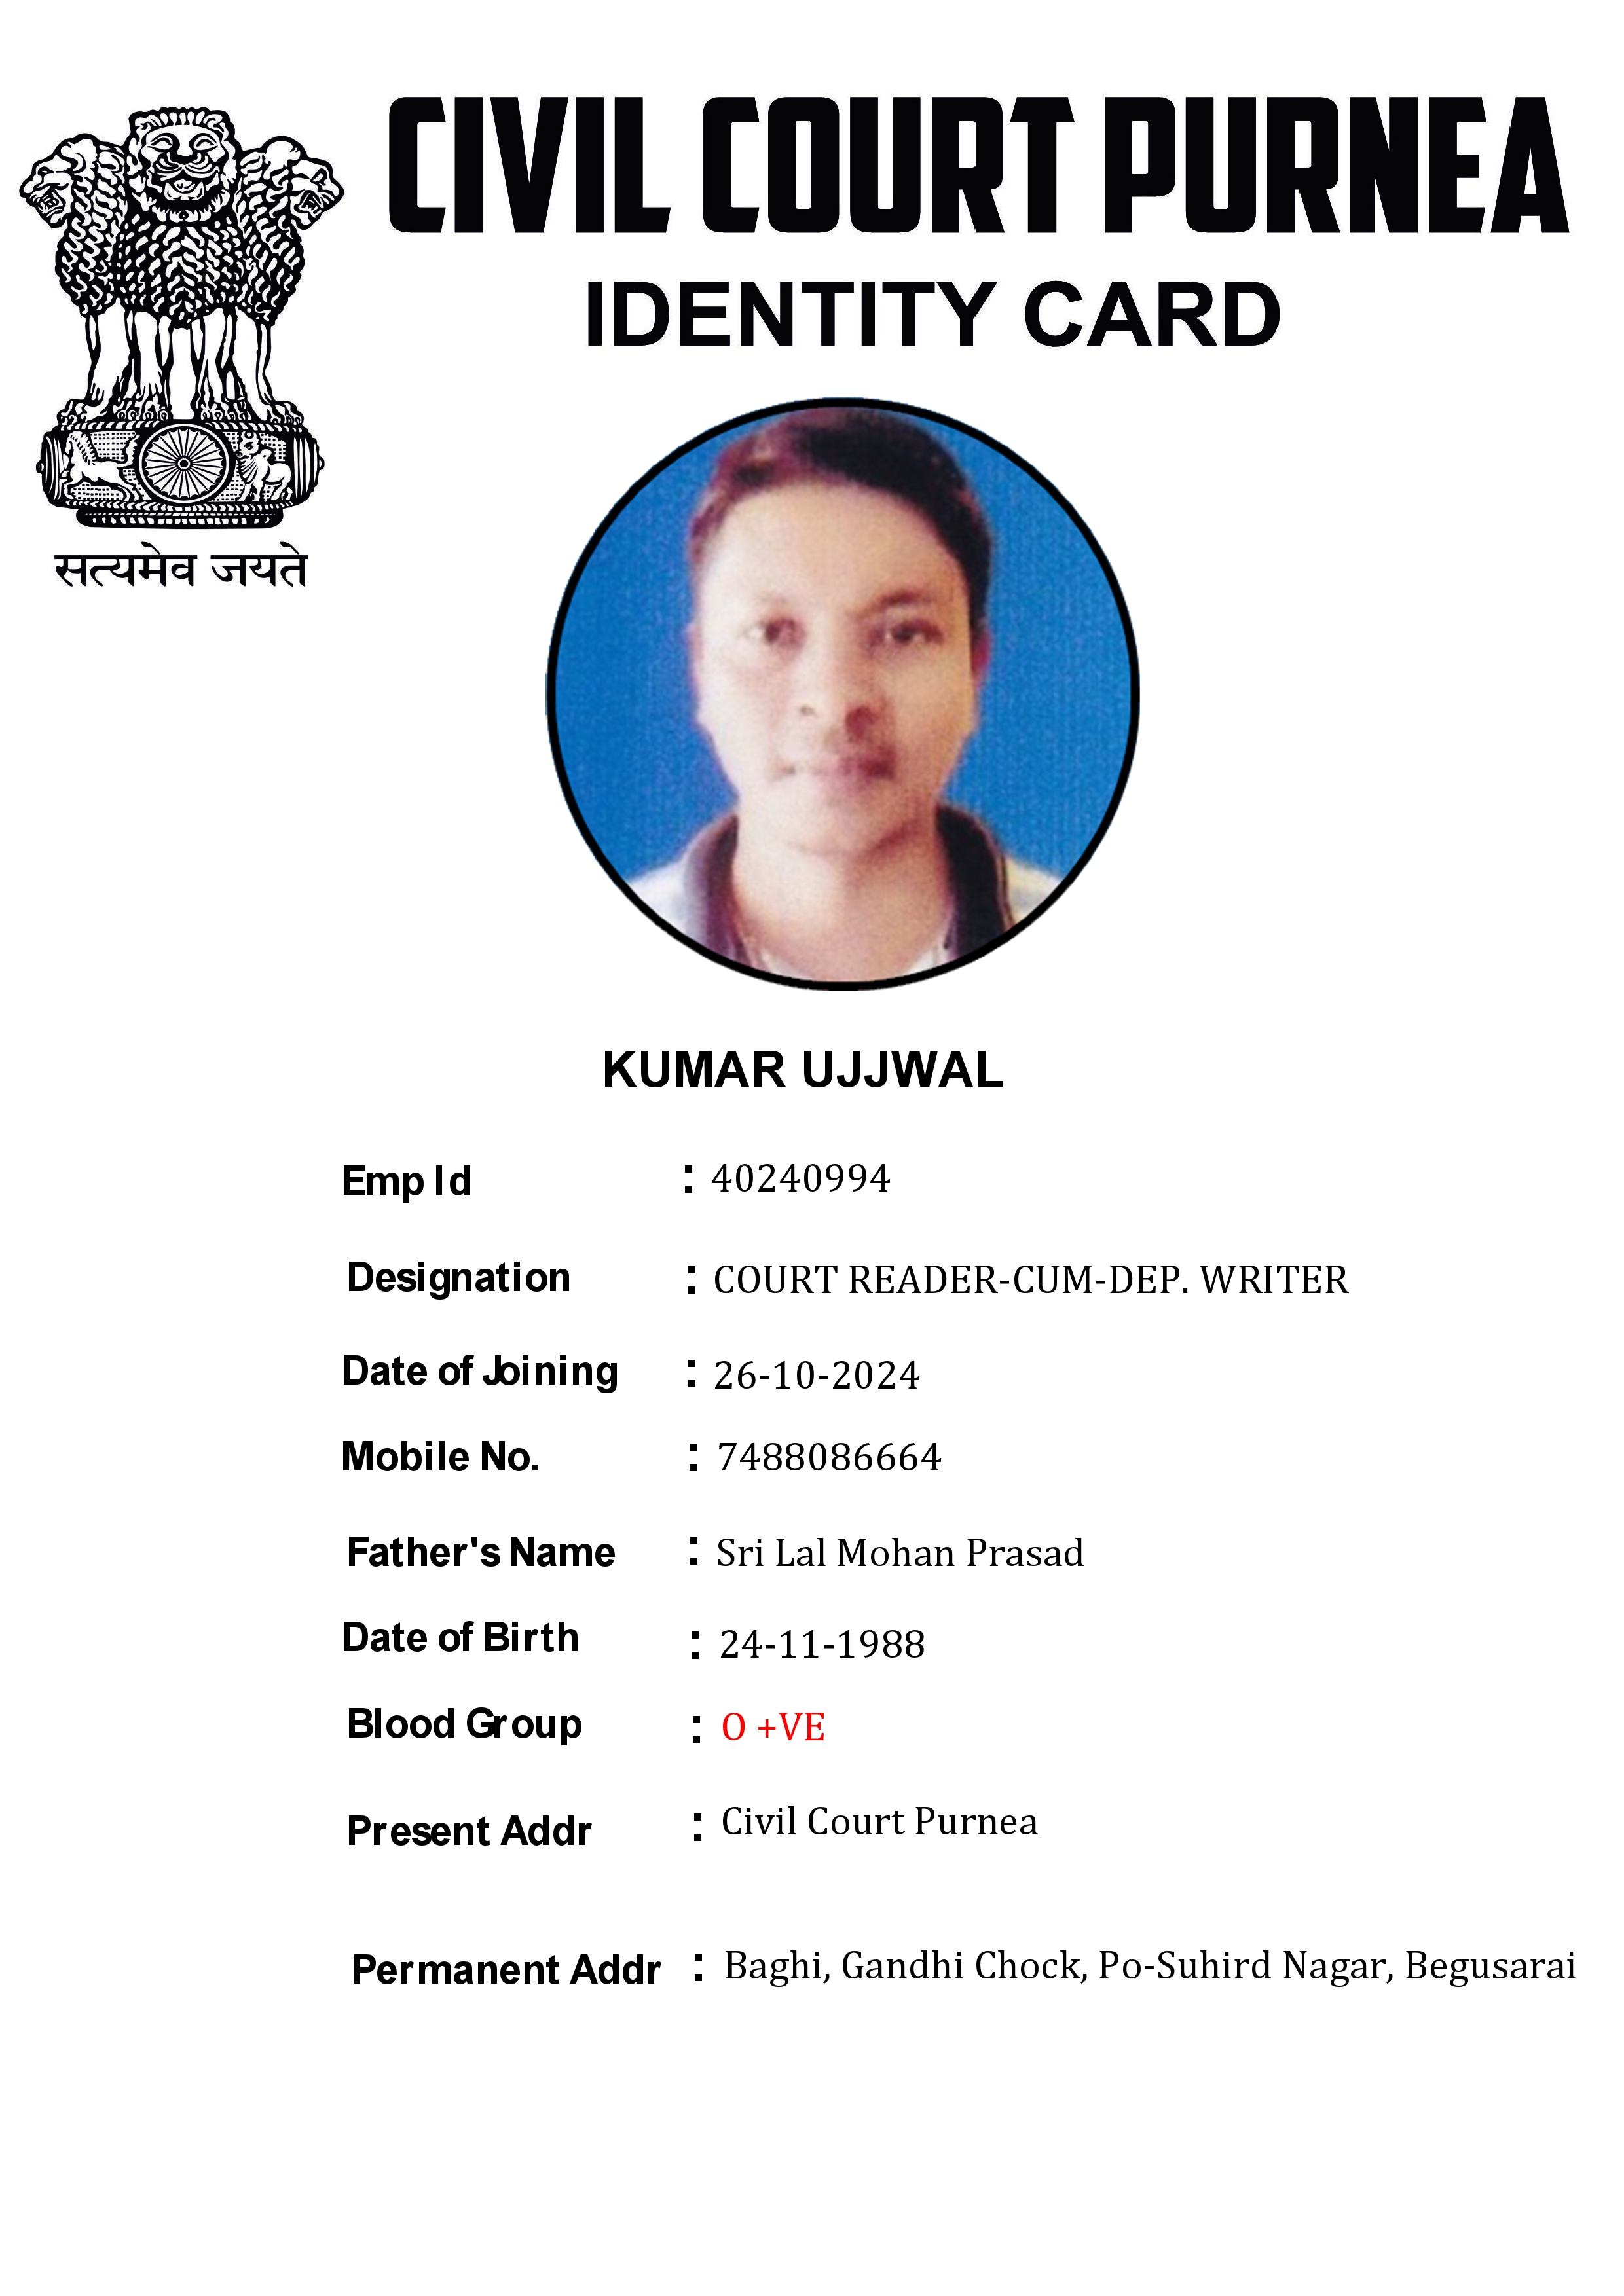 CIVIL COURT PURNEA
IDENTITY CARD
सत्यमेव जयते
KUMAR UJJWAL
Emp Id : 40240994
Designation : COURT READER-CUM-DEP. WRITER
Date of Joining : 26-10-2024
Mobile No. : 7488086664
Father's Name : Sri Lal Mohan Prasad
Date of Birth : 24-11-1988
Blood Group : O +VE
Present Addr : Civil Court Purnea
Permanent Addr : Baghi, Gandhi Chock, Po-Suhird Nagar, Begusarai